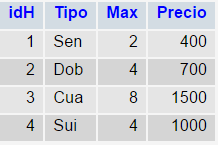 idH Tipo Max Precio
1 Sen 2 400
2 Dob 4 700
3 Cua 8 1500
4 Sui 4 1000